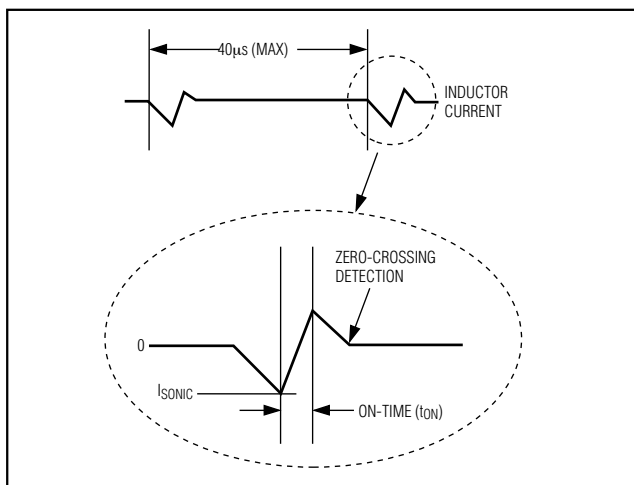 40μs (MAX)
INDUCTOR
CURRENT
ZERO-CROSSING
DETECTION
0
ISONIC
ON-TIME (tON)